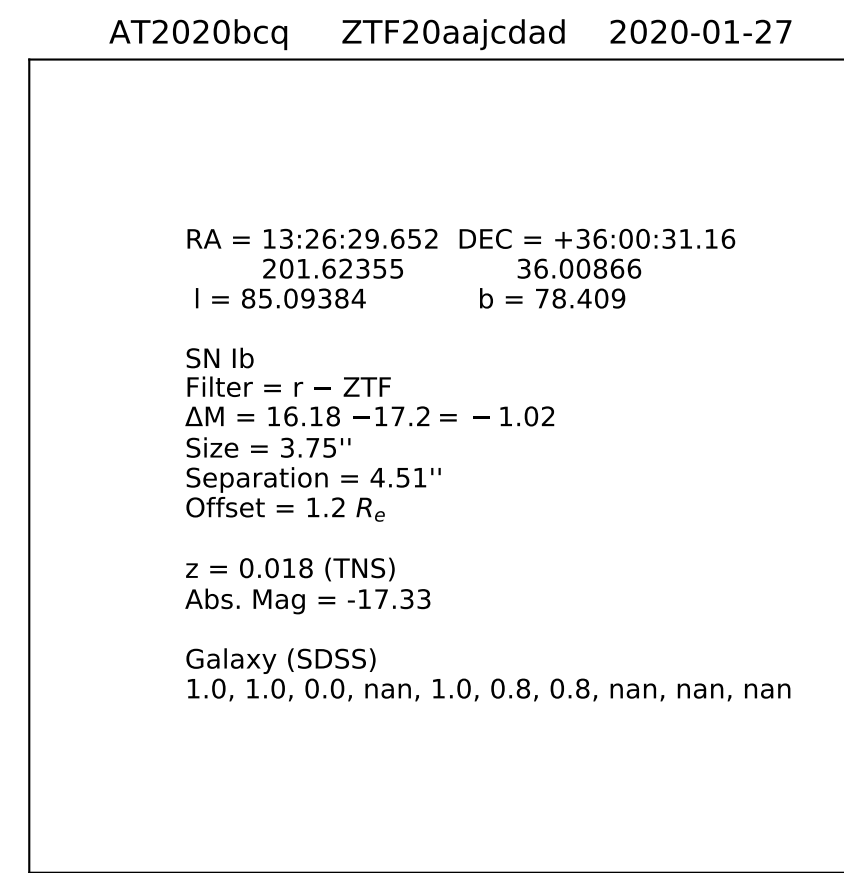 AT2020bcq ZTF20aajcdad 2020-01-27
RA = 13:26:29.652 DEC = +36:00:31.16
201.62355 36.00866
l = 85.09384 b = 78.409
SN Ib
Filter = r − ZTF
ΔM = 16.18 −17.2 = − 1.02
Size = 3.75''
Separation = 4.51''
Offset = 1.2 Re
z = 0.018 (TNS)
Abs. Mag = -17.33
Galaxy (SDSS)
1.0, 1.0, 0.0, nan, 1.0, 0.8, 0.8, nan, nan, nan